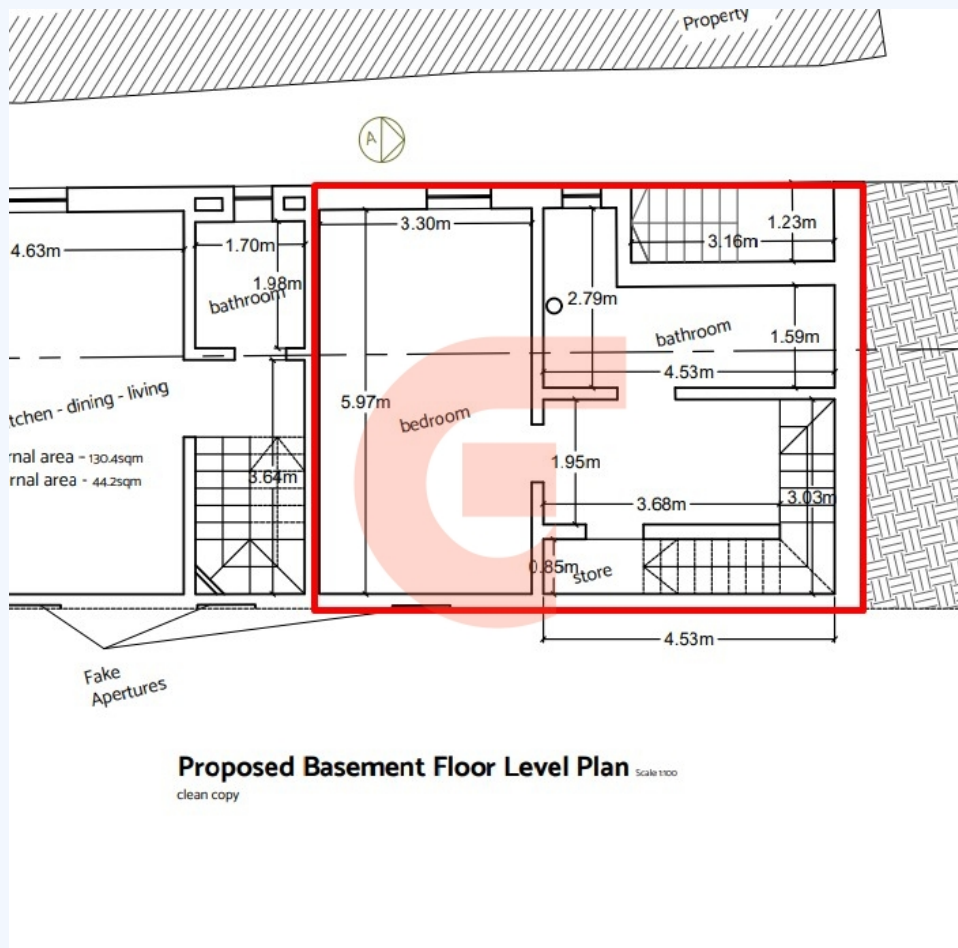 Property
A
4.63m
1.70m
1.98m
bathroom
3.30m
3.16m
1.23m
2.79m
bathroom
1.59m
4.53m
tchen - dining - living
5.97m
bedroom
rnal area - 130.4sqm
rnal area - 44.2sqm
3.64m
1.95m
3.68m
3.03m
0.85m
store
4.53m
Fake
Apertures
Proposed Basement Floor Level Plan Scale 1:100
clean copy